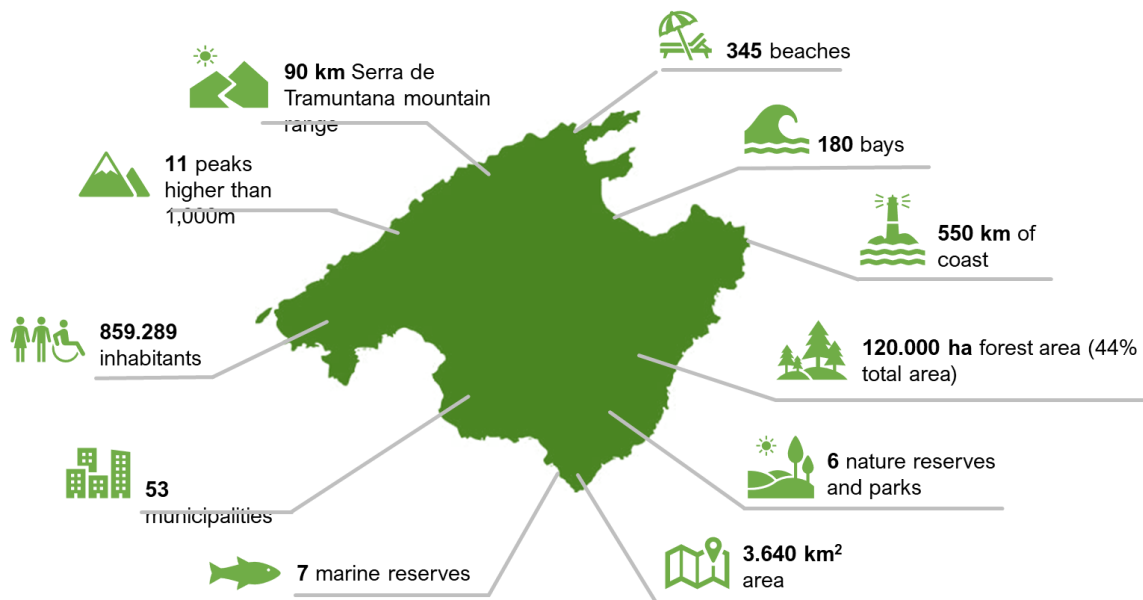 345 beaches
90 km Serra de
Tramuntana mountain
range
180 bays
11 peaks
higher than
1,000m
550 km of
coast
859.289
inhabitants
120.000 ha forest area (44%
total area)
6 nature reserves
and parks
53
municipalities
7 marine reserves
3.640 km²
area